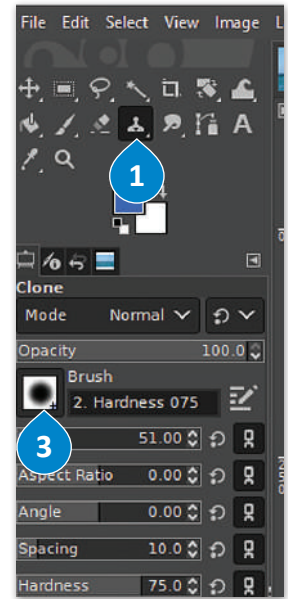 File Edit Select View Image L
A
1
Clone
Mode Normal
Opacity 100.0
Brush
2. Hardness 075
3
51.00
Aspect Ratio 0.00
Angle 0.00
Spacing 10.0
Hardness 75.0